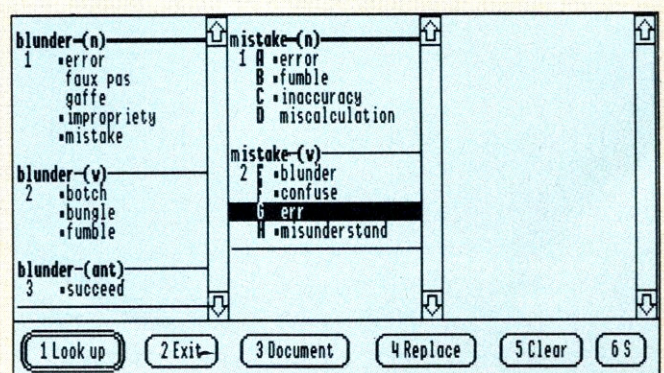 blunder-(n)
1 ▪error
faux pas
gaffe
▪impropriety
▪mistake
blunder-(v)
2 ▪botch
▪bungle
▪fumble
blunder-(ant)
3 ▪succeed
mistake-(n)
1 A ▪error
B ▪fumble
C ▪inaccuracy
D miscalculation
mistake-(v)
2 E ▪blunder
F ▪confuse
G err
H ▪misunderstand
1 Look up 2 Exit 3 Document 4 Replace 5 Clear 6 S